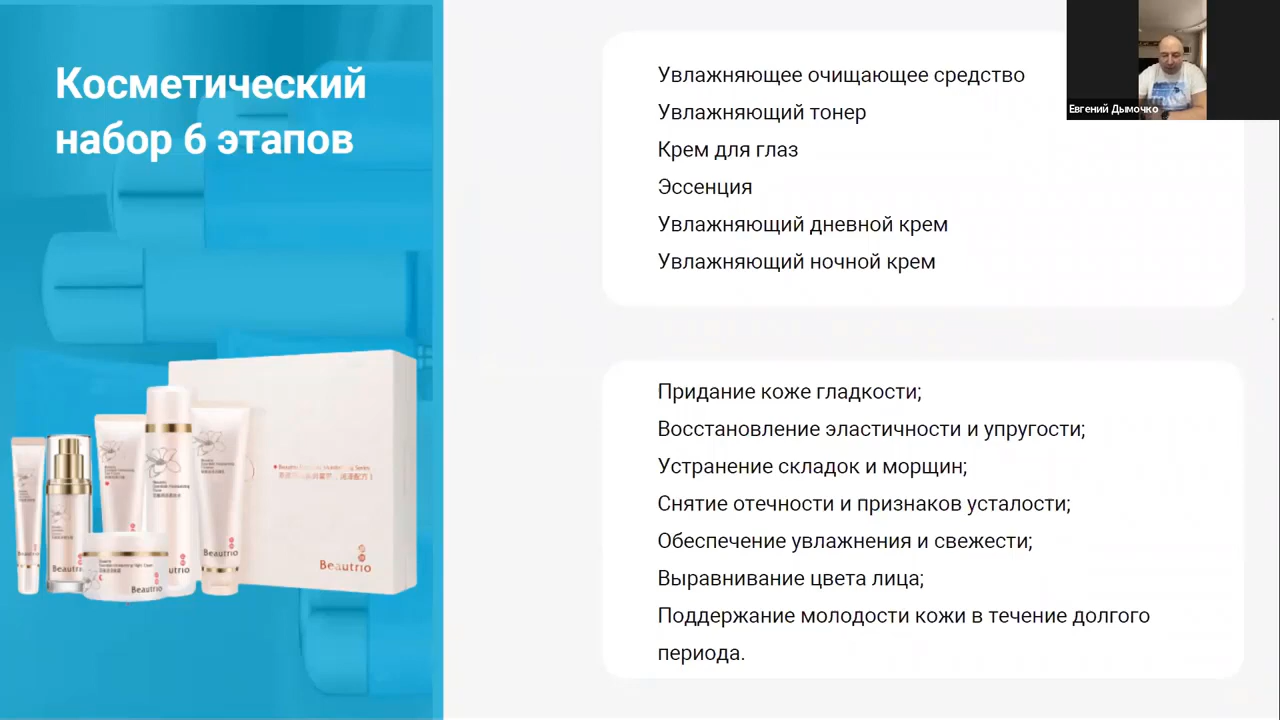 Косметический
набор 6 этапов
Увлажняющее очищающее средство
Увлажняющий тонер
Крем для глаз
Эссенция
Увлажняющий дневной крем
Увлажняющий ночной крем
Евгений Дымочко
Придание коже гладкости;
Восстановление эластичности и упругости;
Устранение складок и морщин;
Снятие отечности и признаков усталости;
Обеспечение увлажнения и свежести;
Выравнивание цвета лица;
Поддержание молодости кожи в течение долгого
периода.
Beautrio
Beautrio
Beautrio